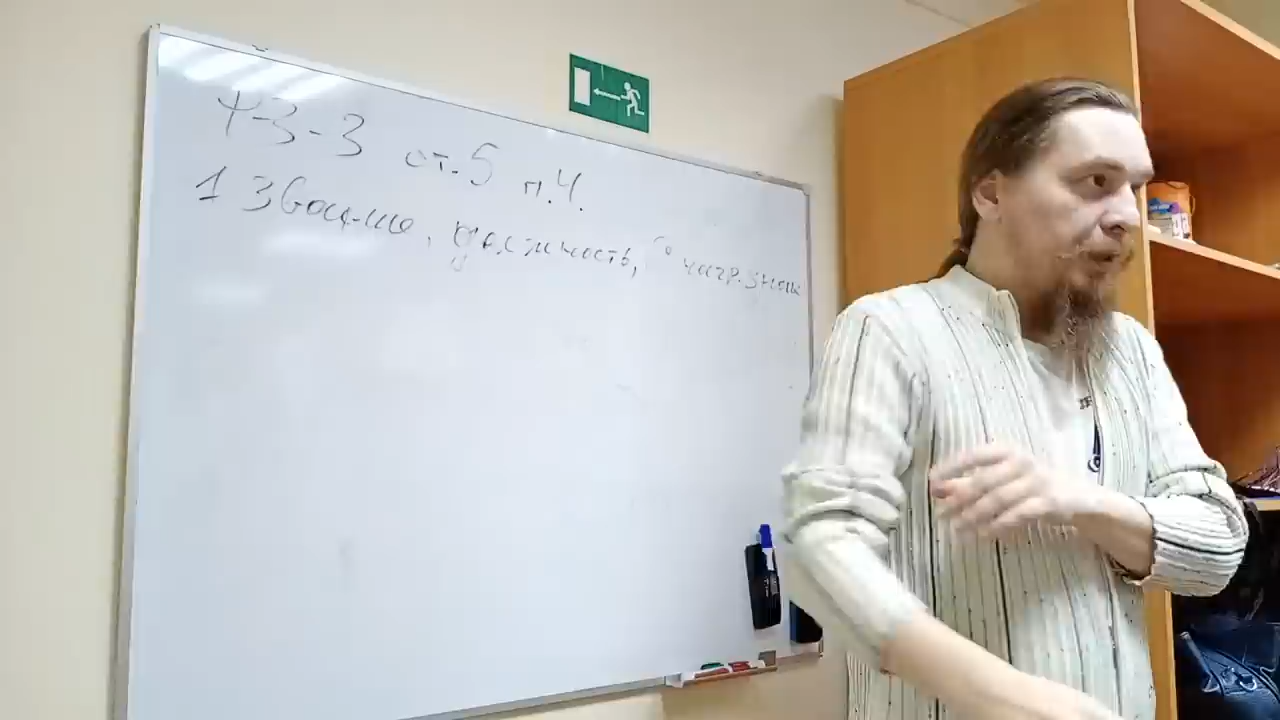 ФЗ-3 ст.5 п.4.
1 Звание, должность, нагр. знак